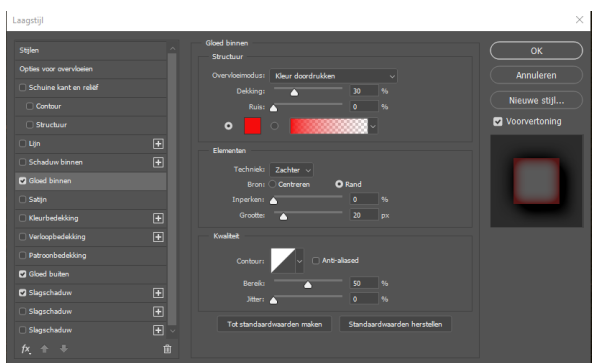 Laagstijl
Stijlen
Opties voor overvloeien
Schuine kant en reliëf
Contour
Structuur
Lijn
Schaduw binnen
Gloed binnen
Satijn
Kleurbedekking
Verloopbedekking
Patroonbedekking
Gloed buiten
Slagschaduw
Slagschaduw
Slagschaduw
fx
Gloed binnen
Structuur
Overvloeimodus: Kleur doordrukken
Dekking: 30 %
Ruis: 0 %
Elementen
Techniek: Zachter
Bron: Centreren Rand
Inperken: 0 %
Grootte: 20 px
Kwaliteit
Contour: Anti-aliased
Bereik: 50 %
Jitter: 0 %
Tot standaardwaarden maken Standaardwaarden herstellen
OK
Annuleren
Nieuwe stijl...
Voorvertoning